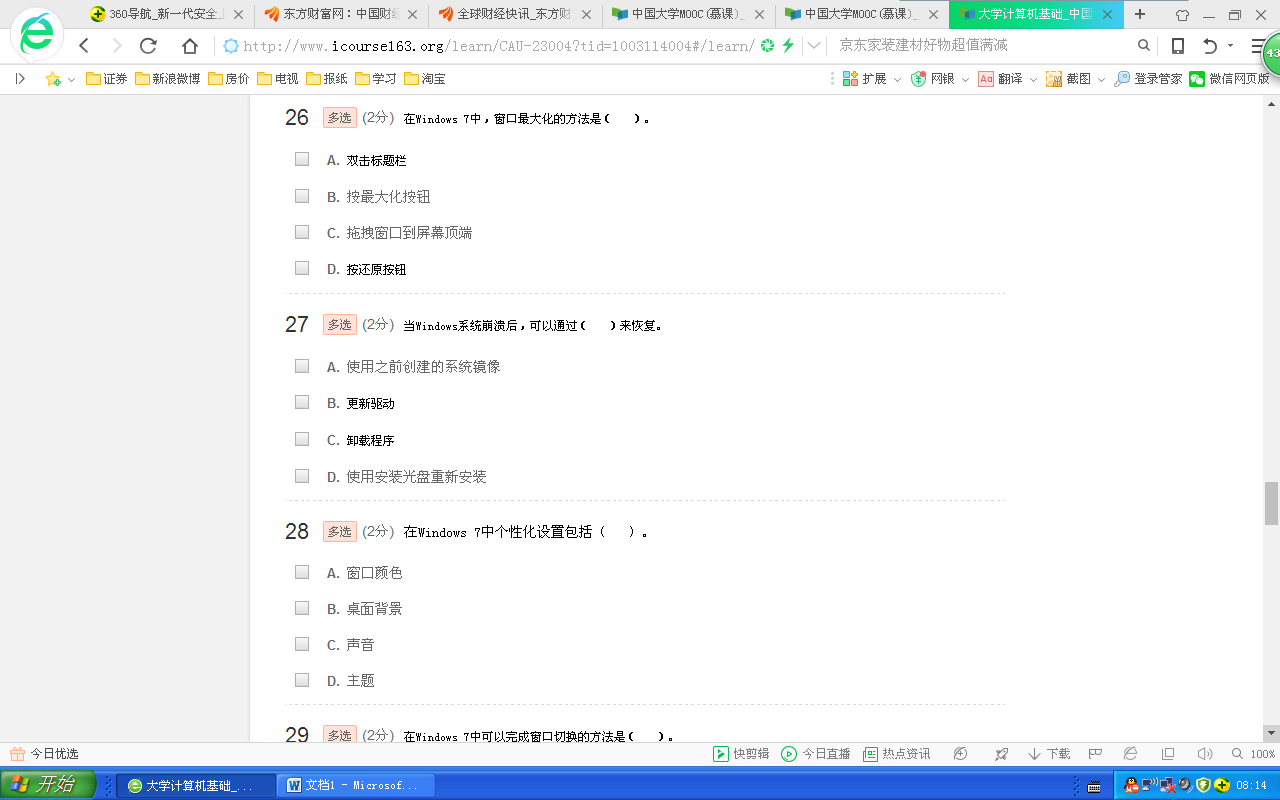 360导航_新一代安全_
东方财富网：中国财经
全球财经快讯_东方财
中国大学MOOC(慕课)_
中国大学MOOC(慕课)_
大学计算机基础_中国
http://www.icourse163.org/learn/CAU-23004?tid=1003114004#/learn/
京东家装建材好物超值满减
43
证券 新浪微博 房价 电视 报纸 学习 淘宝 扩展 网银 Aa 翻译 截图 登录管家 微信网页版
26 多选 (2分) 在Windows 7中，窗口最大化的方法是( )。
A. 双击标题栏
B. 按最大化按钮
C. 拖拽窗口到屏幕顶端
D. 按还原按钮
27 多选 (2分) 当Windows系统崩溃后，可以通过( )来恢复。
A. 使用之前创建的系统镜像
B. 更新驱动
C. 卸载程序
D. 使用安装光盘重新安装
28 多选 (2分) 在Windows 7中个性化设置包括（ ）。
A. 窗口颜色
B. 桌面背景
C. 声音
D. 主题
29 多选 (2分) 在Windows 7中可以完成窗口切换的方法是( )。
今日优选 快剪辑 今日直播 热点资讯 下载 100%
开始 大学计算机基础_... 文档1 - Microsof... 08:14